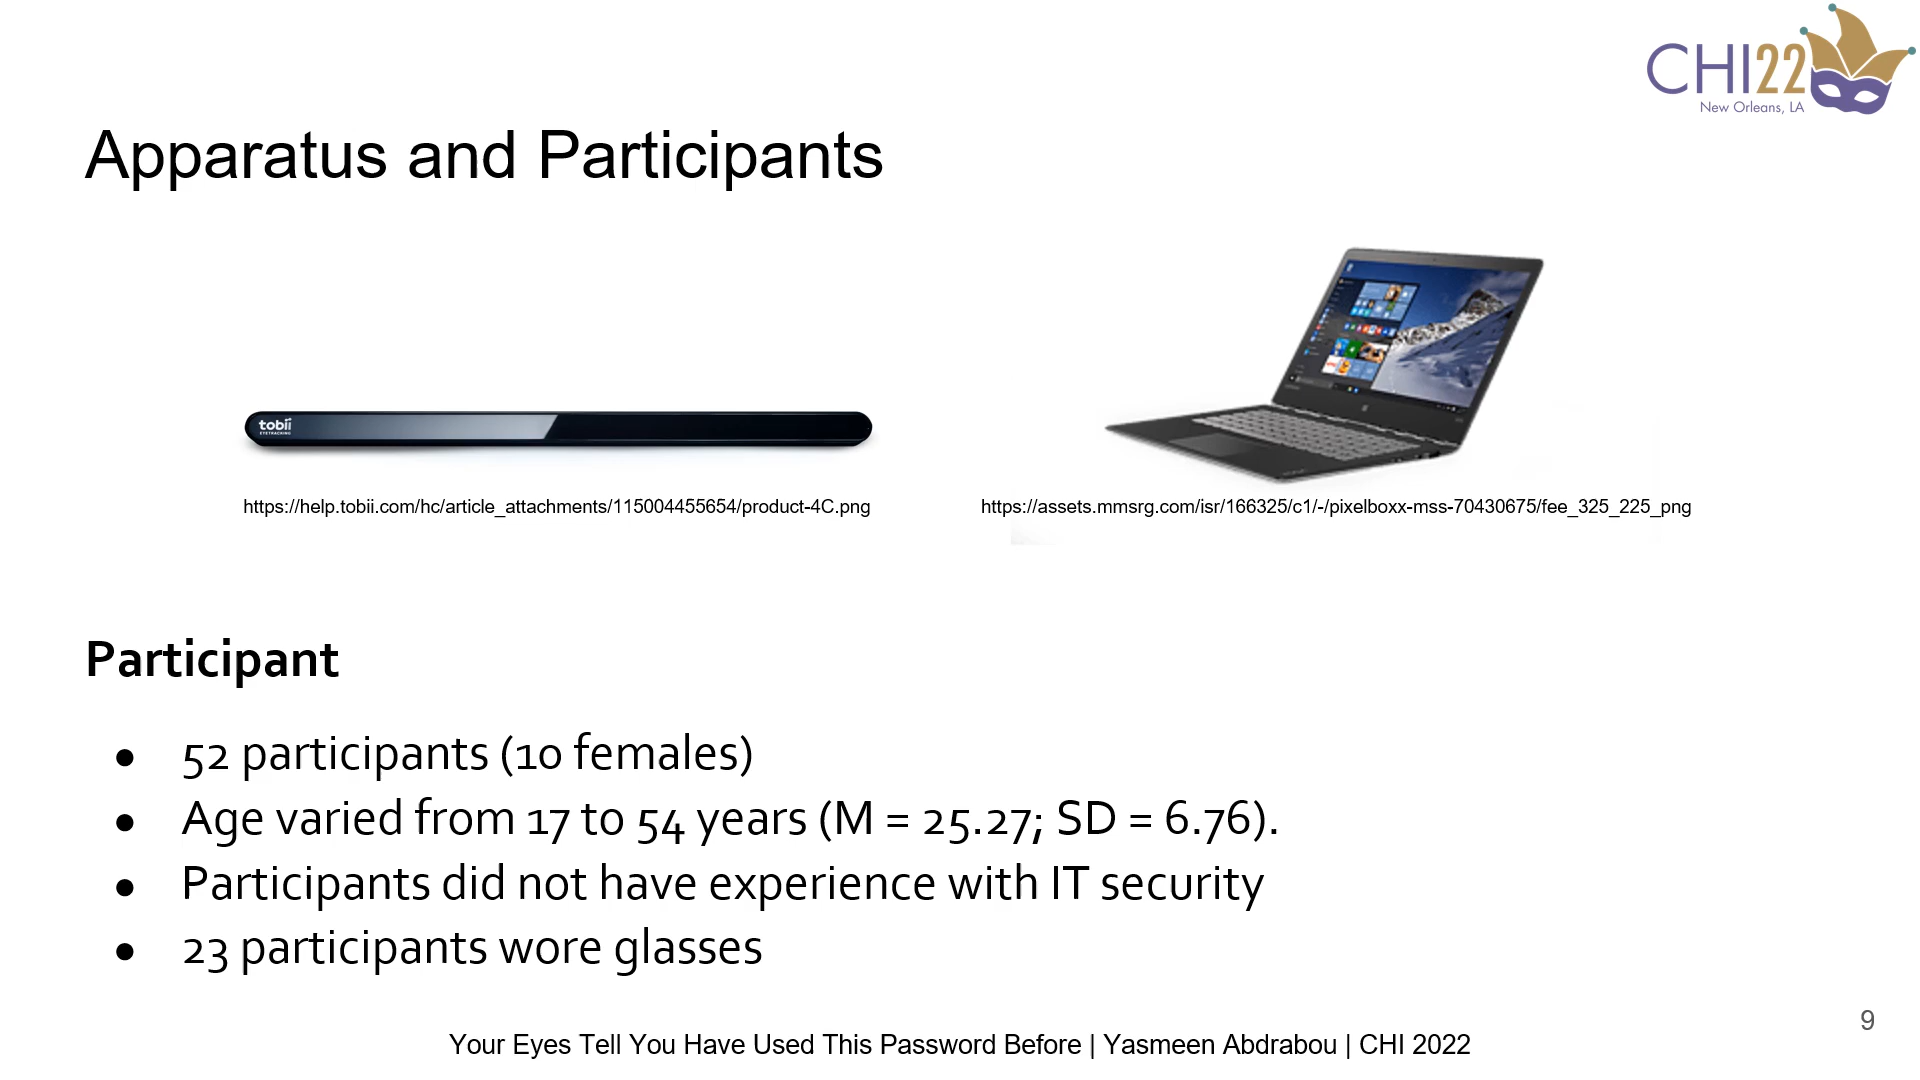 CHI22
New Orleans, LA
Apparatus and Participants
tobii
EYETRACKING
https://help.tobii.com/hc/article_attachments/115004455654/product-4C.png
https://assets.mmsrg.com/isr/166325/c1/-/pixelboxx-mss-70430675/fee_325_225_png
Participant
● 52 participants (10 females)
● Age varied from 17 to 54 years (M = 25.27; SD = 6.76).
● Participants did not have experience with IT security
● 23 participants wore glasses
9
Your Eyes Tell You Have Used This Password Before | Yasmeen Abdrabou | CHI 2022